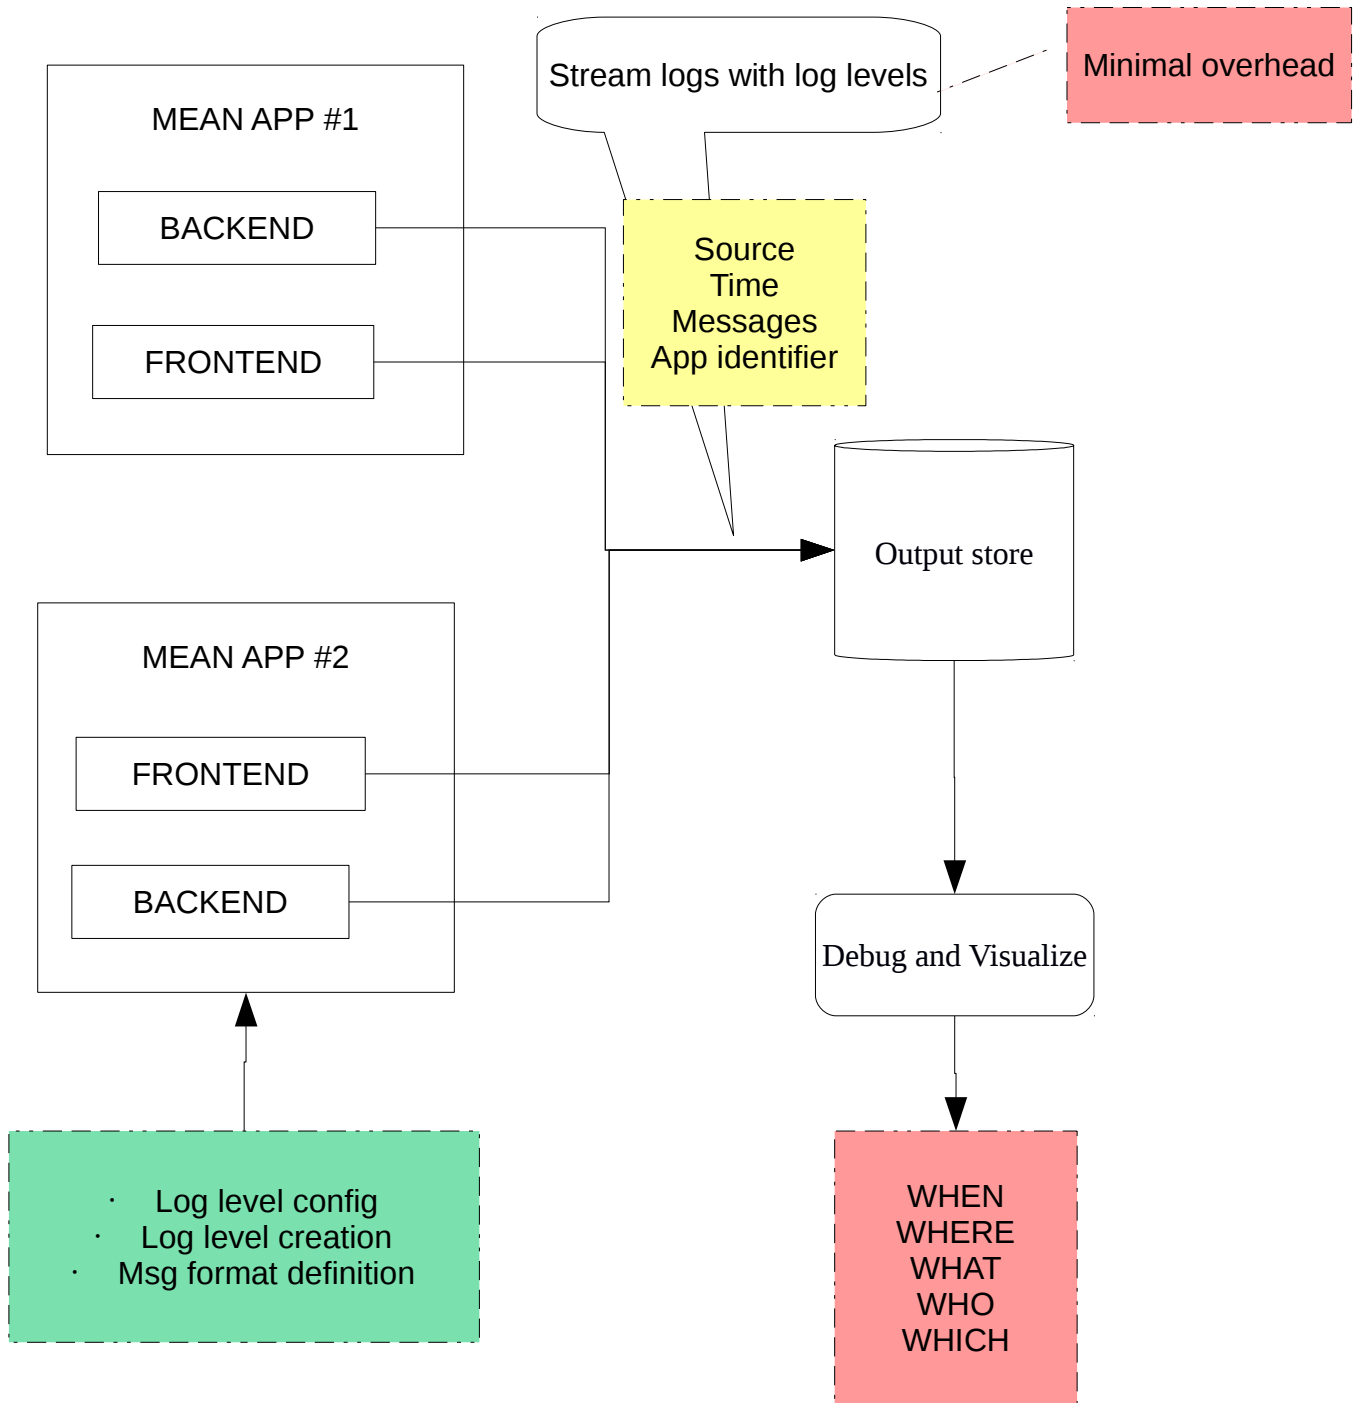 Stream logs with log levels
Minimal overhead
MEAN APP #1
BACKEND
FRONTEND
Source
Time
Messages
App identifier
Output store
MEAN APP #2
FRONTEND
BACKEND
Debug and Visualize
· Log level config
· Log level creation
· Msg format definition
WHEN
WHERE
WHAT
WHO
WHICH